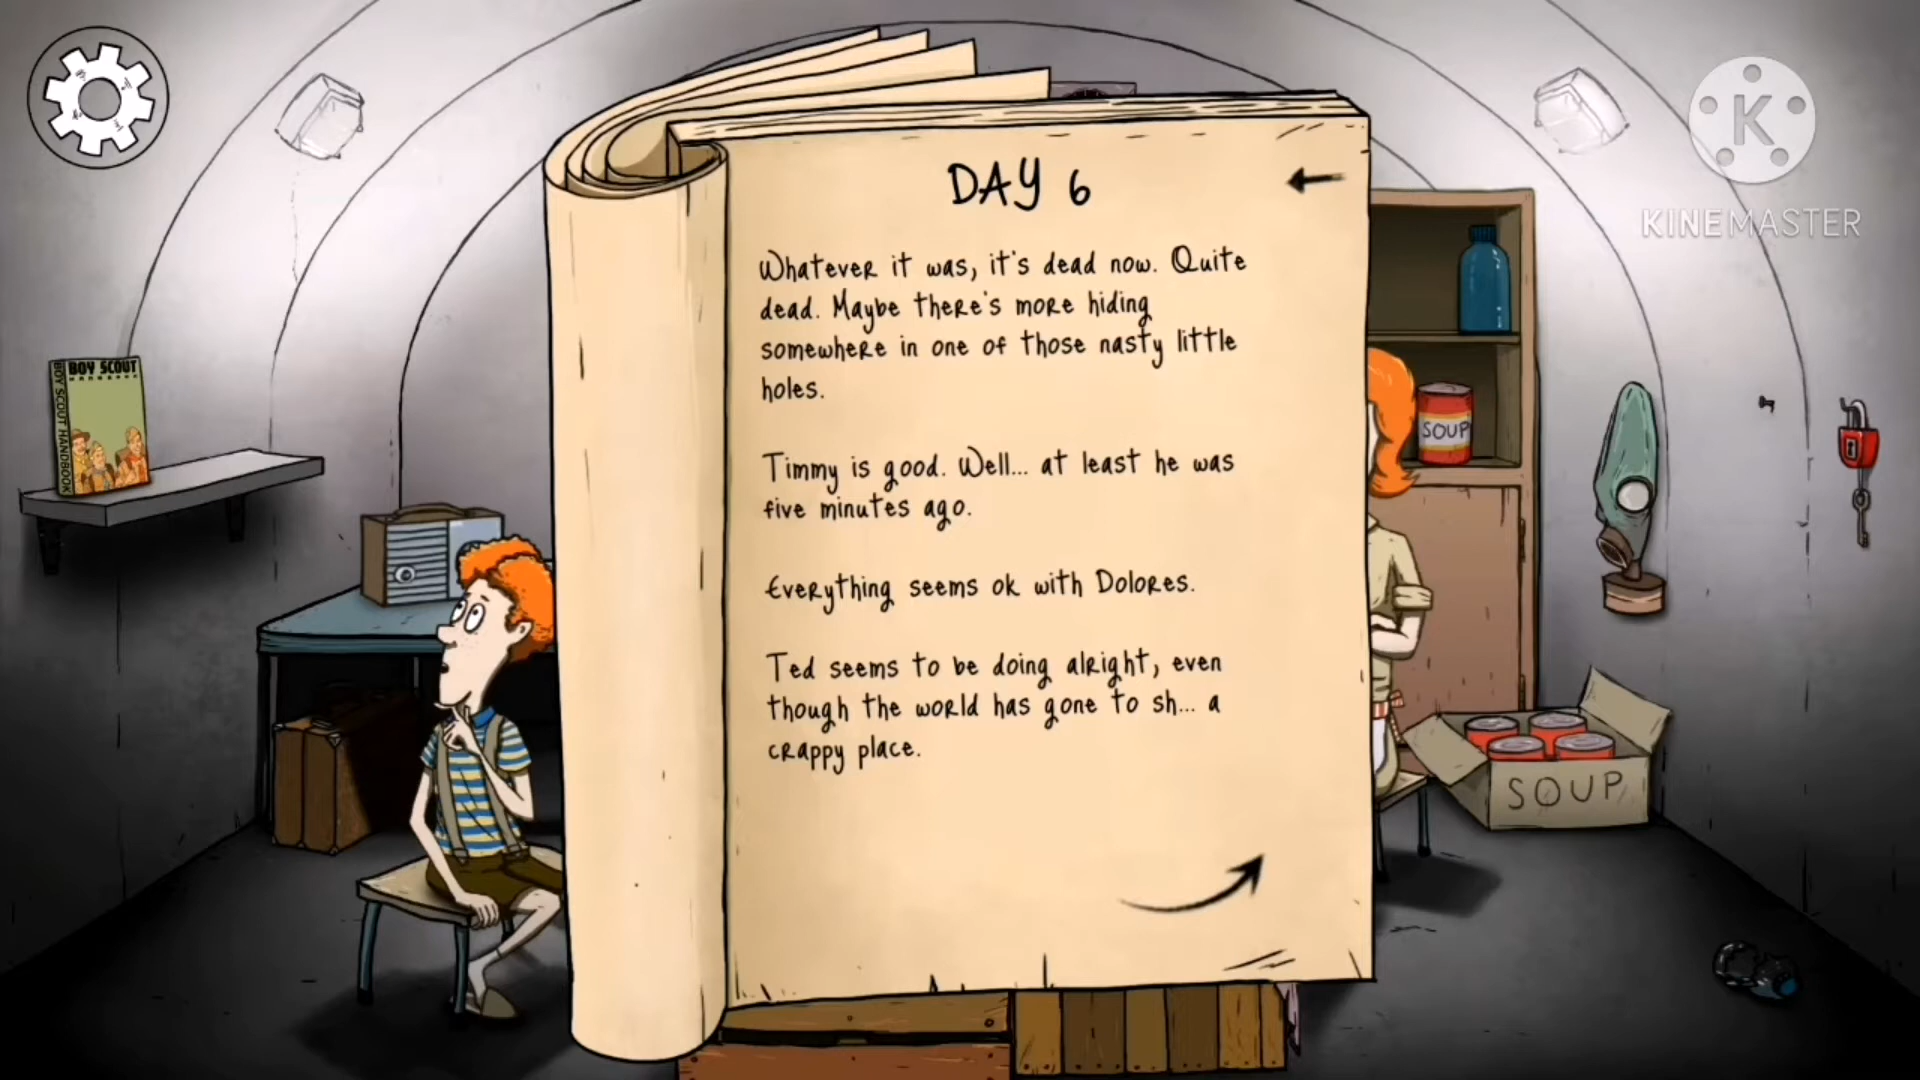 KINEMASTER
K
DAY 6
Whatever it was, it's dead now. Quite
dead. Maybe there's more hiding
somewhere in one of those nasty little
holes.
Timmy is good. Well... at least he was
five minutes ago.
Everything seems ok with Dolores.
Ted seems to be doing alright, even
though the world has gone to sh... a
crappy place.
BOY SCOUT
HANDBOOK
BOY SCOUT HANDBOOK
SOUP
SOUP